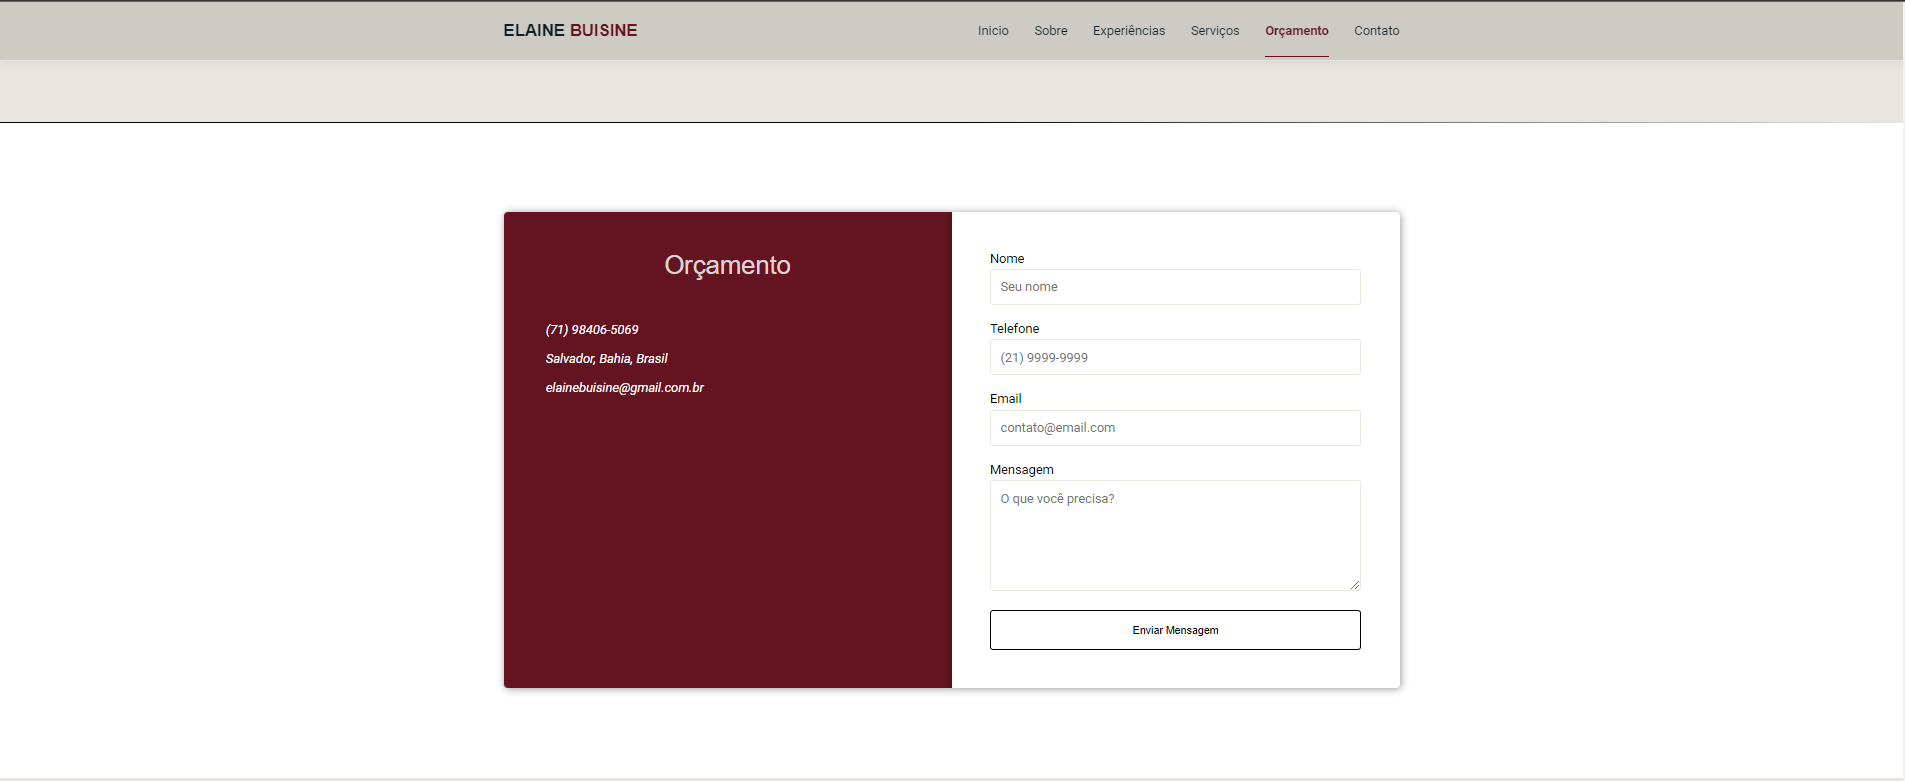 ELAINE BUISINE
Inicio Sobre Experiências Serviços Orçamento Contato
Orçamento
(71) 98406-5069
Salvador, Bahia, Brasil
elainebuisine@gmail.com.br
Nome
Seu nome
Telefone
(21) 9999-9999
Email
contato@email.com
Mensagem
O que você precisa?
Enviar Mensagem